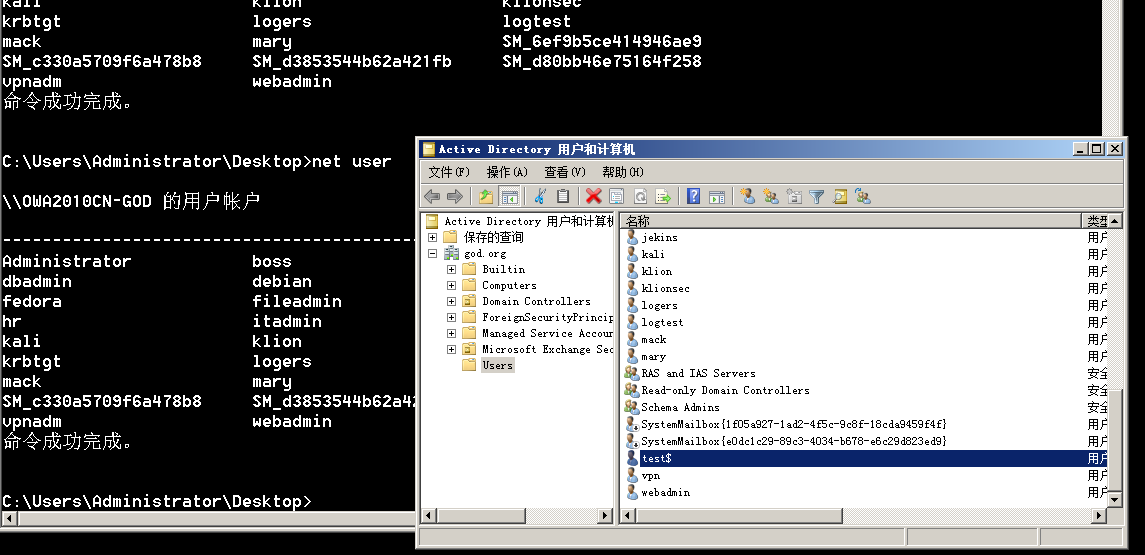 kali klion klionsec
krbtgt logers logtest
mack mary SM_6ef9b5ce414946ae9
SM_c330a5709f6a478b8 SM_d3853544b62a421fb SM_d80bb46e75164f258
vpnadm webadmin
命令成功完成。
C:\Users\Administrator\Desktop>net user
\\OWA2010CN-GOD 的用户帐户
-------------------------------------------
Administrator boss
dbadmin debian
fedora fileadmin
hr itadmin
kali klion
krbtgt logers
mack mary
SM_c330a5709f6a478b8 SM_d3853544b62a42
vpnadm webadmin
命令成功完成。
C:\Users\Administrator\Desktop>
Active Directory 用户和计算机
文件(F) 操作(A) 查看(V) 帮助(H)
Active Directory 用户和计算机
保存的查询
god.org
Builtin
Computers
Domain Controllers
ForeignSecurityPrincip
Managed Service Accoun
Microsoft Exchange Sec
Users
名称 类型
jekins 用户
kali 用户
klion 用户
klionsec 用户
logers 用户
logtest 用户
mack 用户
mary 用户
RAS and IAS Servers 安全
Read-only Domain Controllers 安全
Schema Admins 安全
SystemMailbox{1f05a927-1ad2-4f5c-9c8f-18cda9459f4f} 用户
SystemMailbox{e0dc1c29-89c3-4034-b678-e6c29d823ed9} 用户
test$ 用户
vpn 用户
webadmin 用户